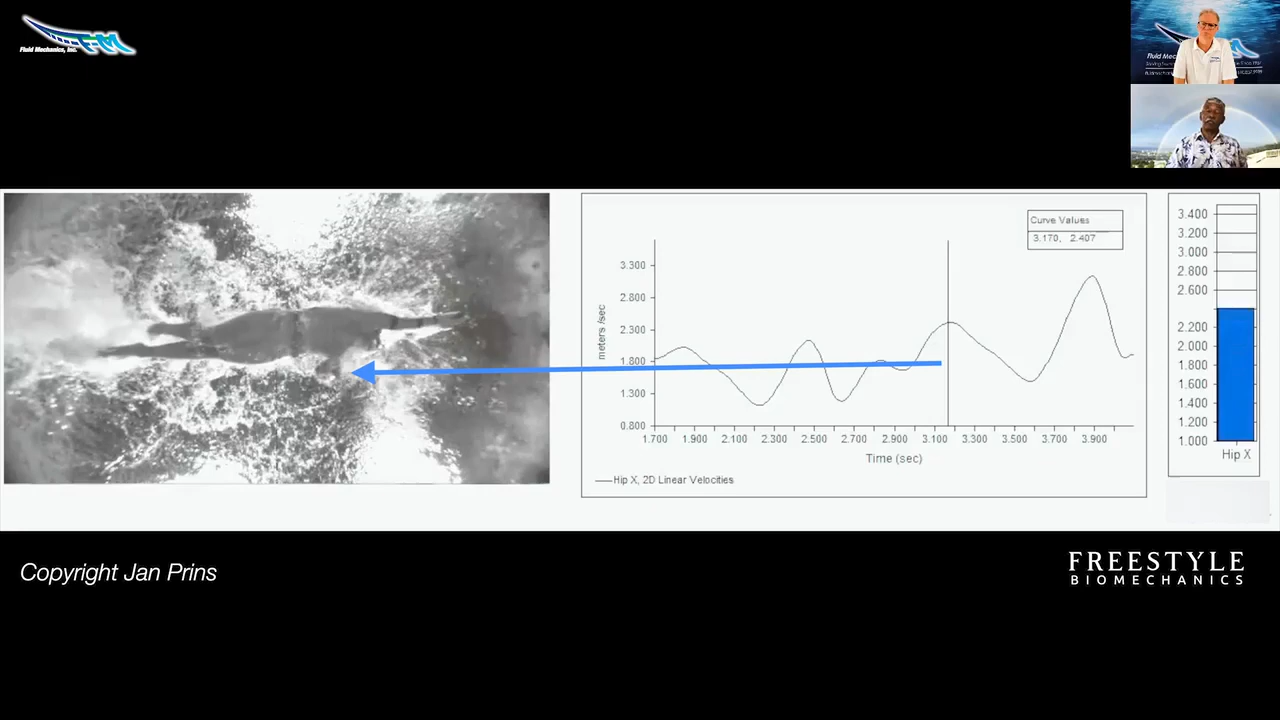 Fluid Mechanics, Inc.
FM
Curve Values
3.170, 2.407
meters /sec
3.300
2.800
2.300
1.800
1.300
0.800
1.700 1.900 2.100 2.300 2.500 2.700 2.900 3.100 3.300 3.500 3.700 3.900
Time (sec)
Hip X, 2D Linear Velocities
3.400
3.200
3.000
2.800
2.600
2.200
2.000
1.800
1.600
1.400
1.200
1.000
Hip X
Copyright Jan Prins
FREESTYLE
BIOMECHANICS